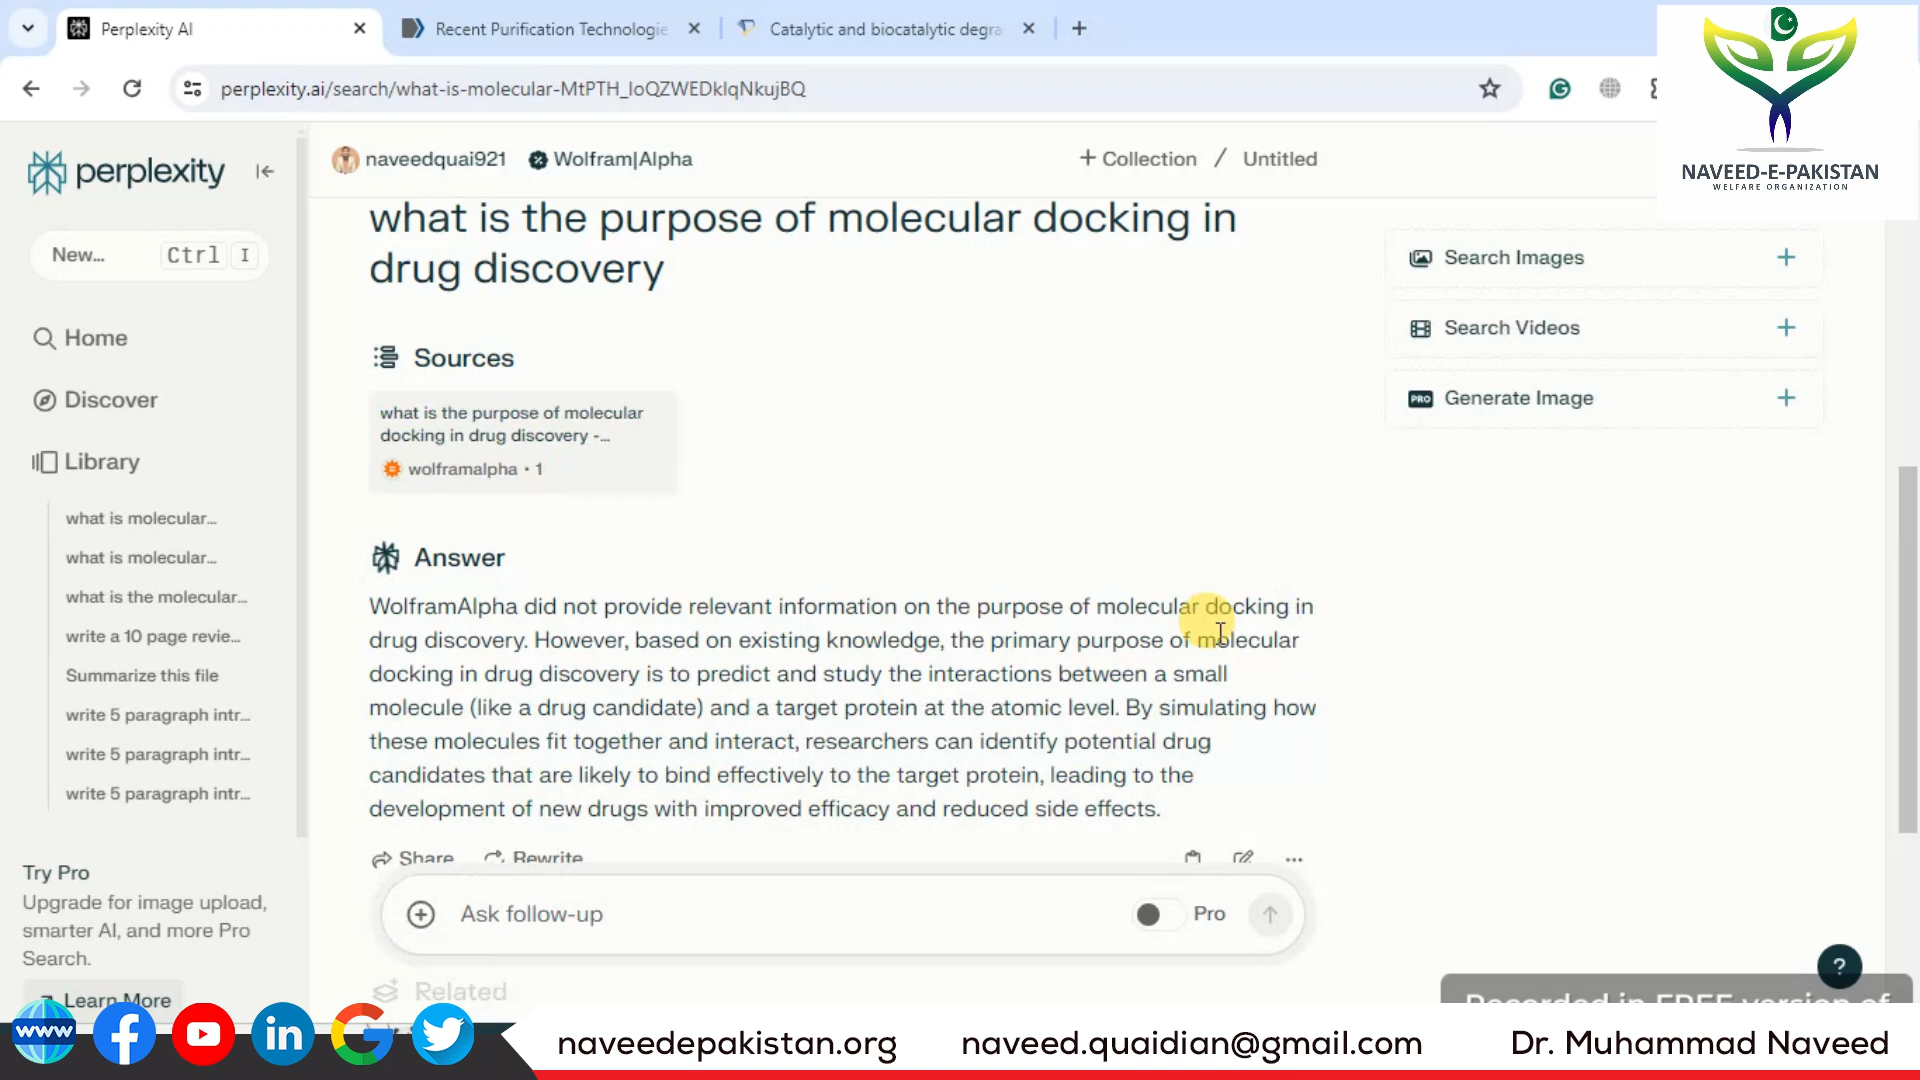 Perplexity AI
Recent Purification Technologie
Catalytic and biocatalytic degra
perplexity.ai/search/what-is-molecular-MtPTH_IoQZWEDkIqNkujBQ
NAVEED-E-PAKISTAN
WELFARE ORGANIZATION
perplexity
naveedquai921
Wolfram|Alpha
+ Collection / Untitled
New...
Ctrl I
Home
Discover
Library
what is molecular...
what is molecular...
what is the molecular...
write a 10 page revie...
Summarize this file
write 5 paragraph intr...
write 5 paragraph intr...
write 5 paragraph intr...
Try Pro
Upgrade for image upload,
smarter AI, and more Pro
Search.
Learn More
what is the purpose of molecular docking in
drug discovery
Sources
what is the purpose of molecular
docking in drug discovery -...
wolframalpha • 1
Answer
WolframAlpha did not provide relevant information on the purpose of molecular docking in
drug discovery. However, based on existing knowledge, the primary purpose of molecular
docking in drug discovery is to predict and study the interactions between a small
molecule (like a drug candidate) and a target protein at the atomic level. By simulating how
these molecules fit together and interact, researchers can identify potential drug
candidates that are likely to bind effectively to the target protein, leading to the
development of new drugs with improved efficacy and reduced side effects.
Share
Rewrite
Ask follow-up
Pro
Related
Search Images
Search Videos
PRO Generate Image
?
Recorded in FREE version of
www
naveedepakistan.org
naveed.quaidian@gmail.com
Dr. Muhammad Naveed